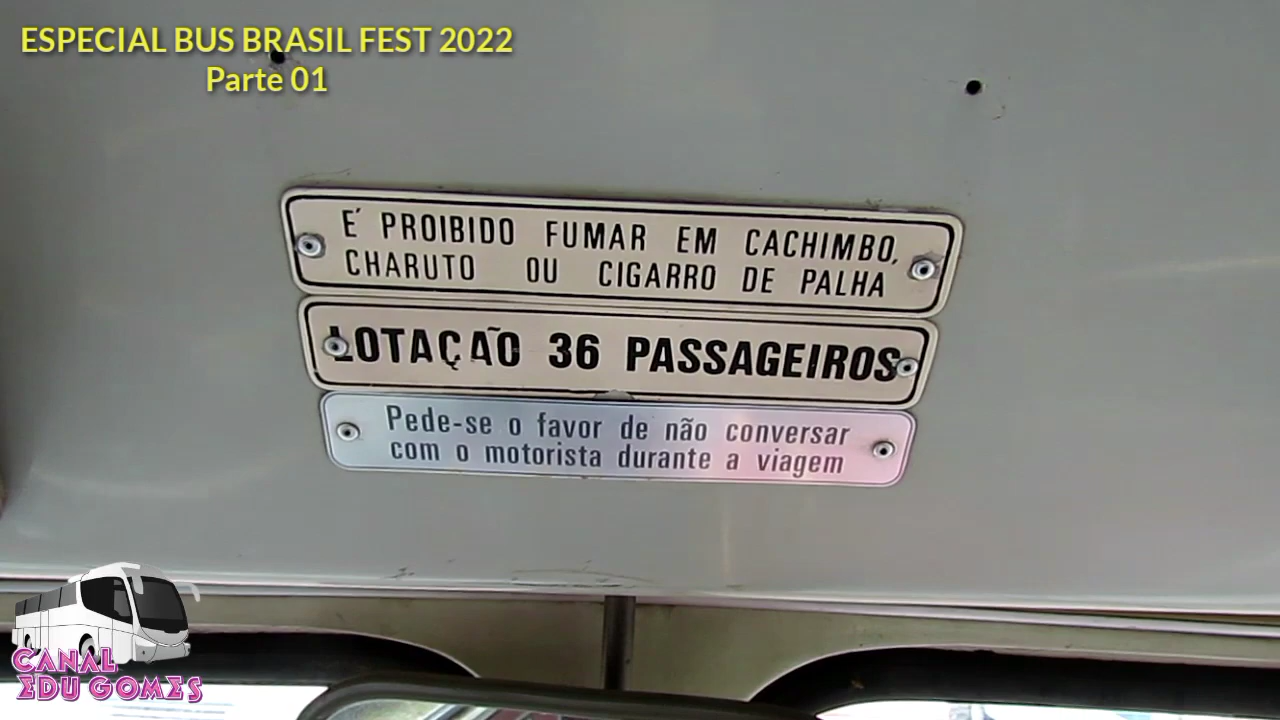 ESPECIAL BUS BRASIL FEST 2022
Parte 01
É PROIBIDO FUMAR EM CACHIMBO,
CHARUTO OU CIGARRO DE PALHA
LOTAÇÃO 36 PASSAGEIROS
Pede-se o favor de não conversar
com o motorista durante a viagem
CANAL
EDU GOMES